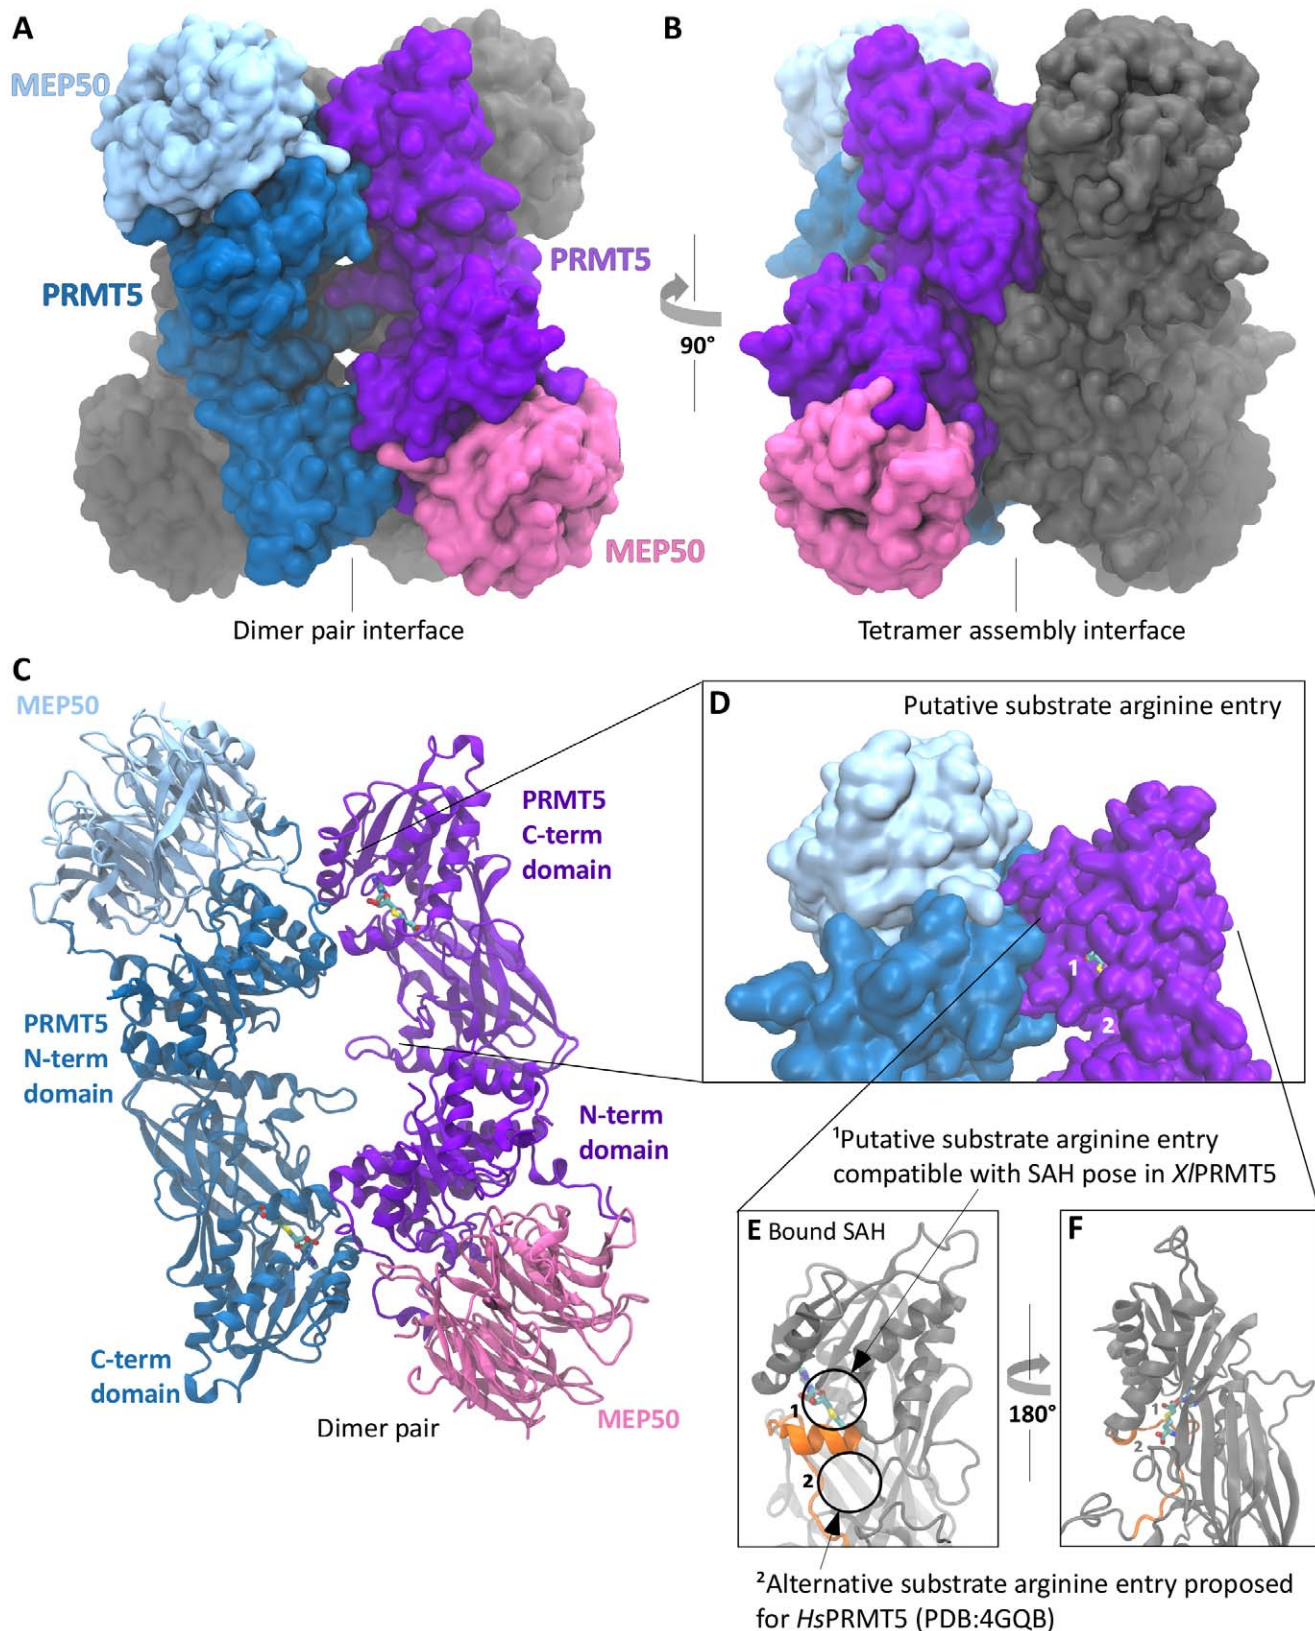 A
MEP50
PRMT5
PRMT5
MEP50
Dimer pair interface
90°
B
Tetramer assembly interface
C
MEP50
PRMT5
C-term
domain
PRMT5
N-term
domain
N-term
domain
C-term
domain
Dimer pair
MEP50
D
Putative substrate arginine entry
1
2
¹Putative substrate arginine entry
compatible with SAH pose in XlPRMT5
E Bound SAH
1
2
180°
F
1
2
²Alternative substrate arginine entry proposed
for HsPRMT5 (PDB:4GQB)